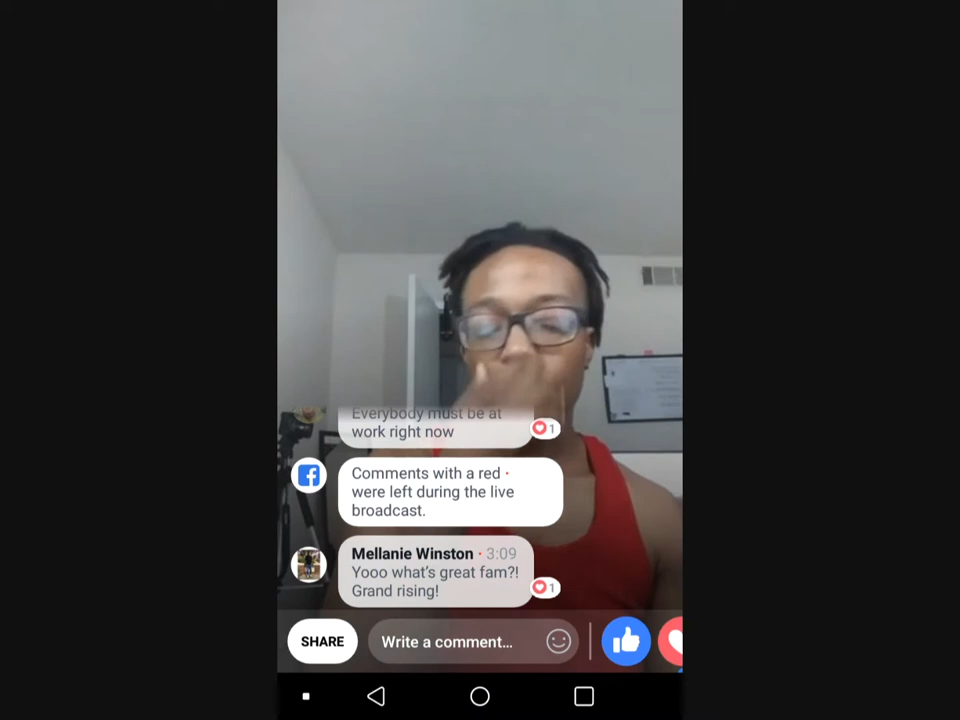 Everybody must be at
work right now
1
Comments with a red •
were left during the live
broadcast.
Mellanie Winston • 3:09
Yooo what's great fam?!
Grand rising!
1
SHARE
Write a comment...